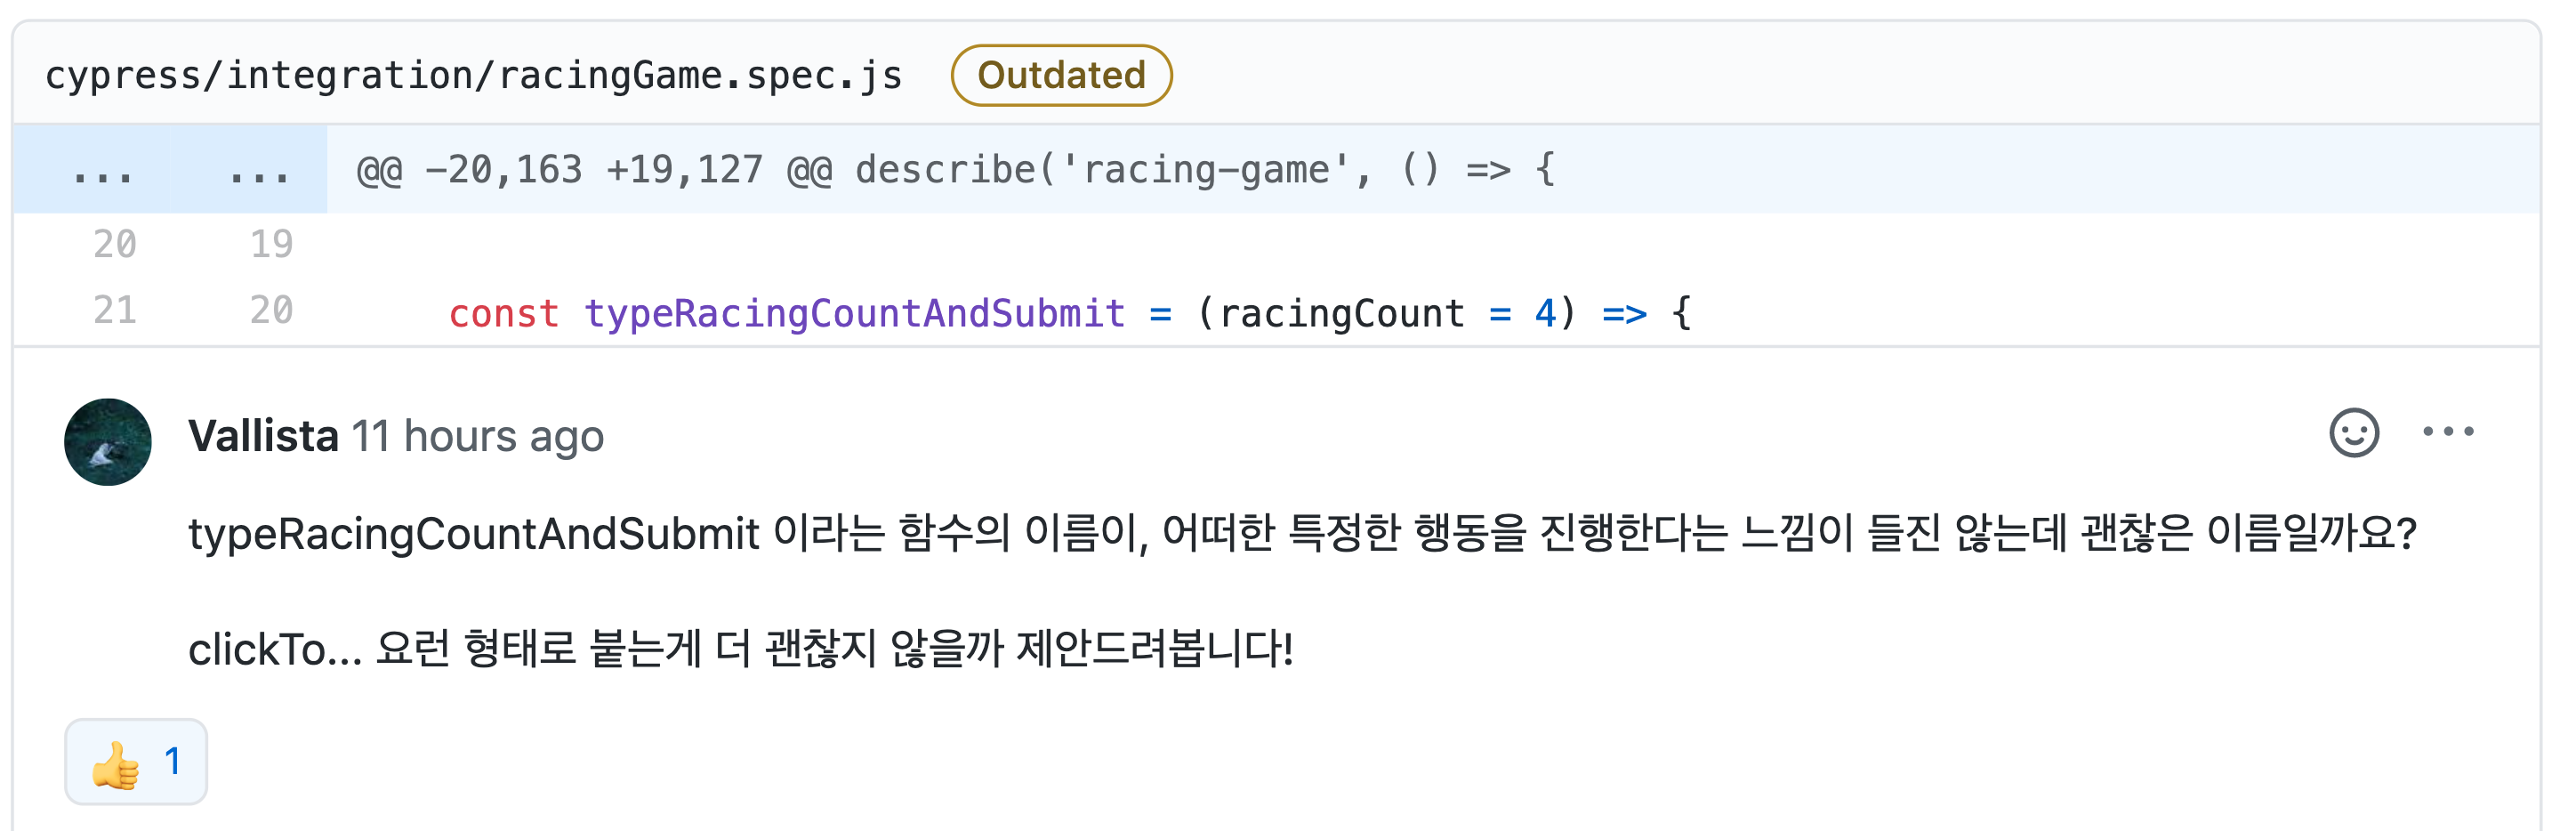 cypress/integration/racingGame.spec.js Outdated
... ... @@ -20,163 +19,127 @@ describe('racing-game', () => {
20 19
21 20 const typeRacingCountAndSubmit = (racingCount = 4) => {
Vallista 11 hours ago
typeRacingCountAndSubmit 이라는 함수의 이름이, 어떠한 특정한 행동을 진행한다는 느낌이 들진 않는데 괜찮은 이름일까요?
clickTo... 요런 형태로 붙는게 더 괜찮지 않을까 제안드려봅니다!
👍 1